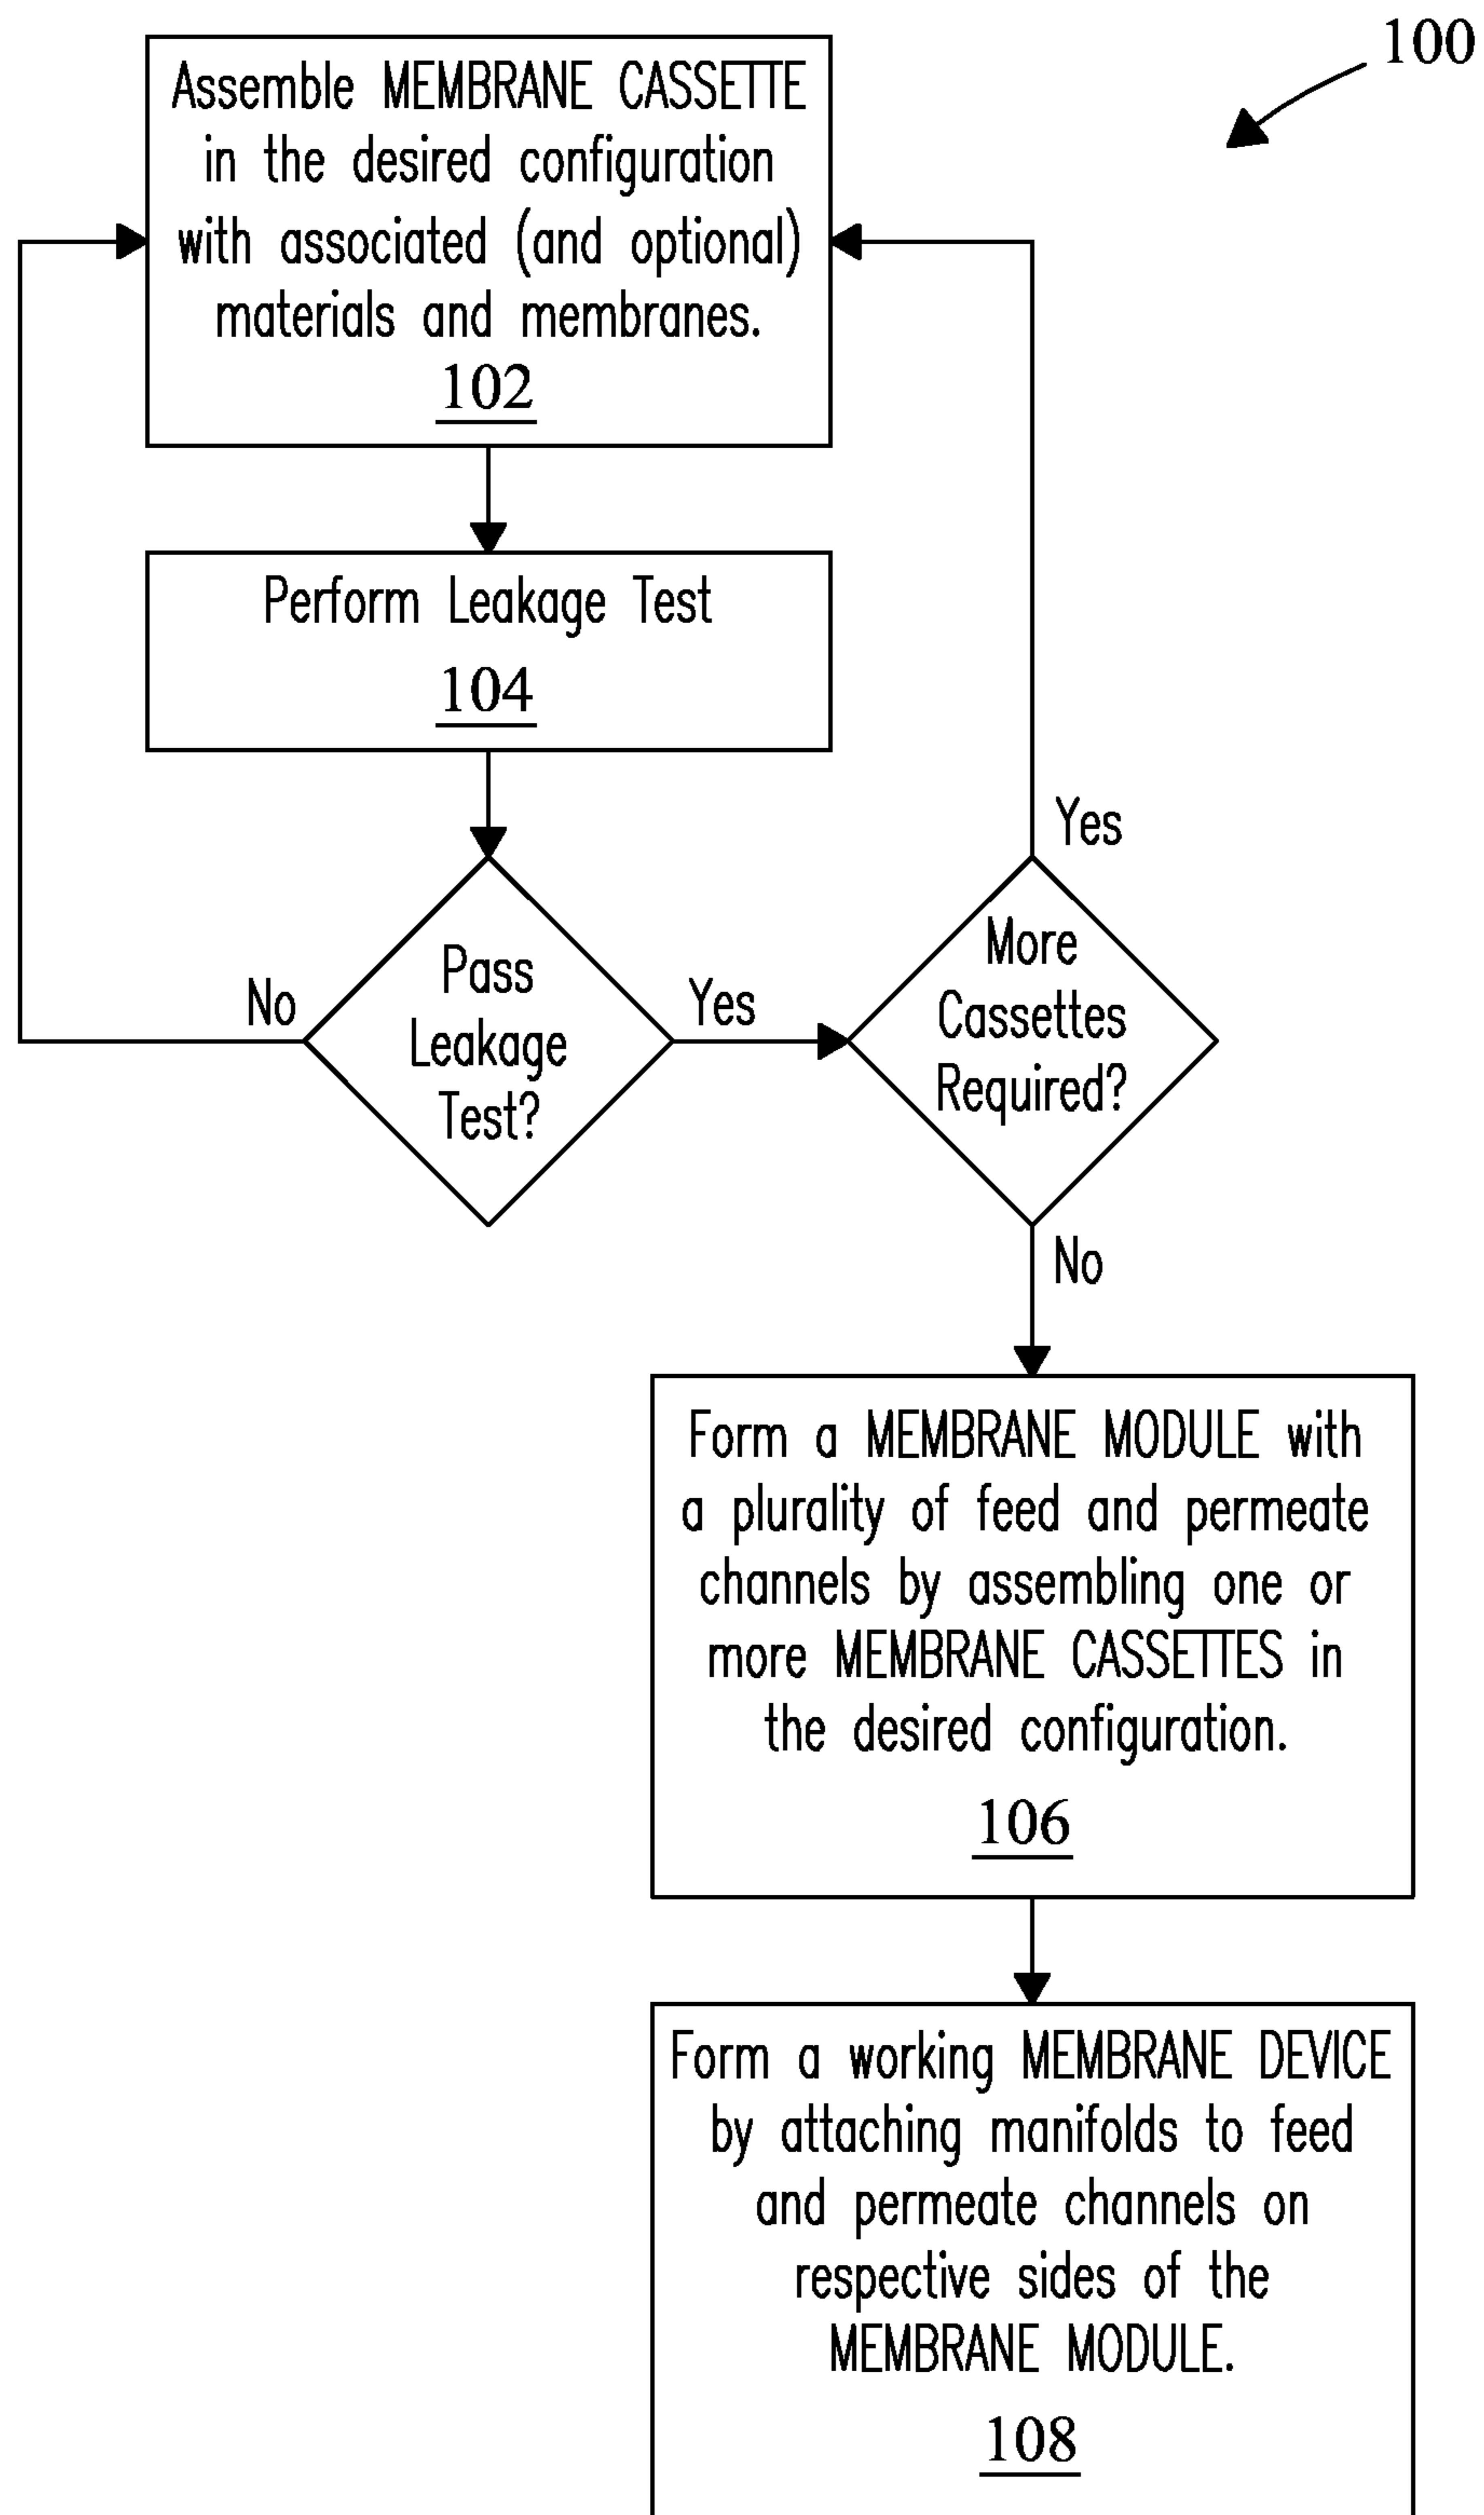 100
Assemble MEMBRANE CASSETTE
in the desired configuration
with associated (and optional)
materials and membranes.
102
Perform Leakage Test
104
Yes
No
Pass
Leakage
Test?
Yes
More
Cassettes
Required?
No
Form a MEMBRANE MODULE with
a plurality of feed and permeate
channels by assembling one or
more MEMBRANE CASSETTES in
the desired configuration.
106
Form a working MEMBRANE DEVICE
by attaching manifolds to feed
and permeate channels on
respective sides of the
MEMBRANE MODULE.
108